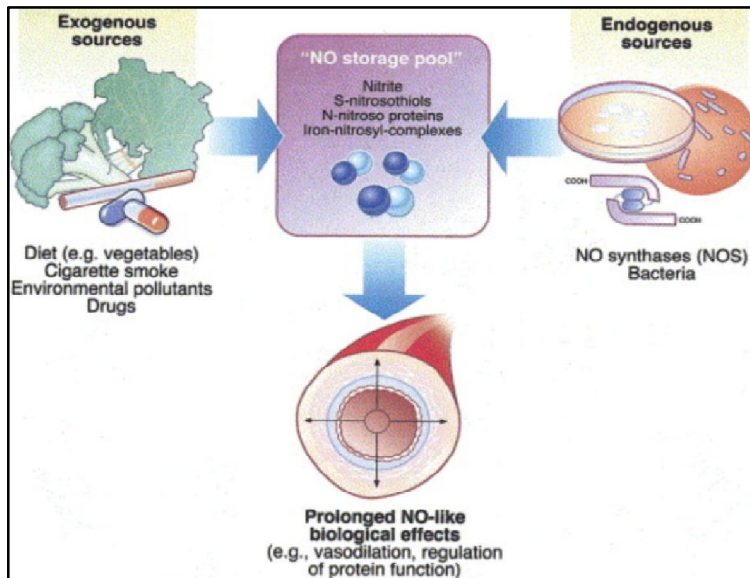 Exogenous
sources
"NO storage pool"
Nitrite
S-nitrosothiols
N-nitroso proteins
Iron-nitrosyl-complexes
Endogenous
sources
COOH
COOH
Diet (e.g. vegetables)
Cigarette smoke
Environmental pollutants
Drugs
NO synthases (NOS)
Bacteria
Prolonged NO-like
biological effects
(e.g., vasodilation, regulation
of protein function)